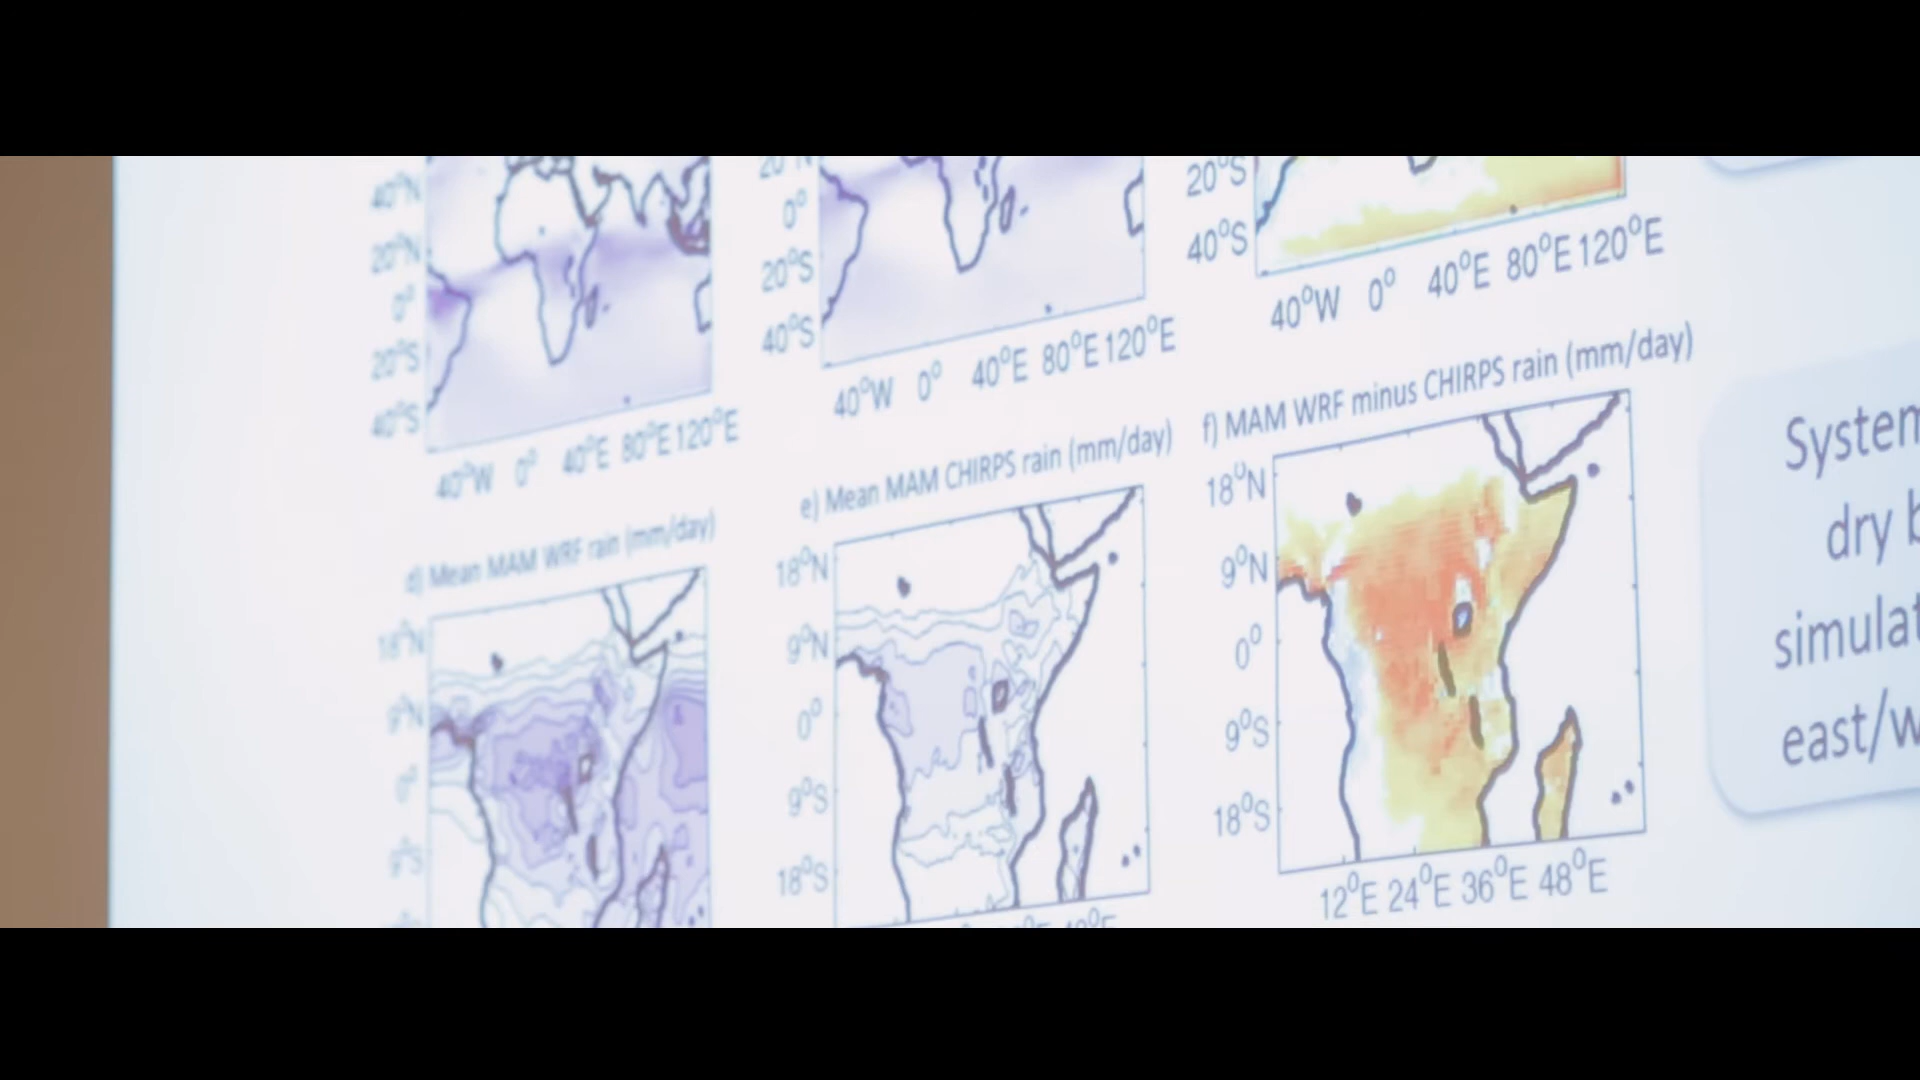 40°N
20°N
0°
20°S
40°S
40°W 0° 40°E 80°E 120°E
20°N
0°
20°S
40°S
40°W 0° 40°E 80°E 120°E
20°S
40°S
40°W 0° 40°E 80°E 120°E
d) Mean MAM WRF rain (mm/day)
18°N
9°N
0°
9°S
e) Mean MAM CHIRPS rain (mm/day)
18°N
9°N
0°
9°S
18°S
f) MAM WRF minus CHIRPS rain (mm/day)
18°N
9°N
0°
9°S
18°S
12°E 24°E 36°E 48°E
System
dry b
simulat
east/w